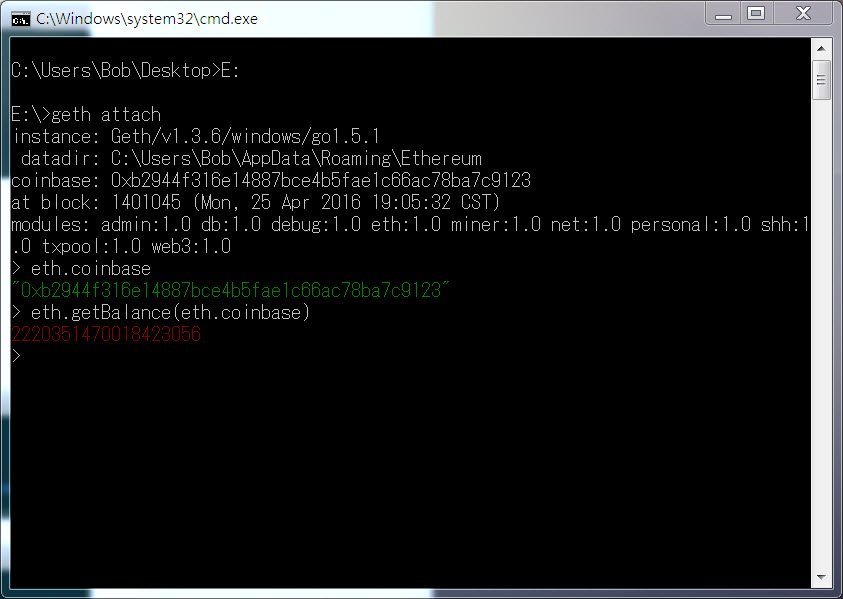 C:\Windows\system32\cmd.exe
C:\Users\Bob\Desktop>E:
E:\>geth attach
instance: Geth/v1.3.6/windows/go1.5.1
datadir: C:\Users\Bob\AppData\Roaming\Ethereum
coinbase: 0xb2944f316e14887bce4b5fae1c66ac78ba7c9123
at block: 1401045 (Mon, 25 Apr 2016 19:05:32 CST)
modules: admin:1.0 db:1.0 debug:1.0 eth:1.0 miner:1.0 net:1.0 personal:1.0 shh:1
.0 txpool:1.0 web3:1.0
> eth.coinbase
"0xb2944f316e14887bce4b5fae1c66ac78ba7c9123"
> eth.getBalance(eth.coinbase)
2220351470018423056
>